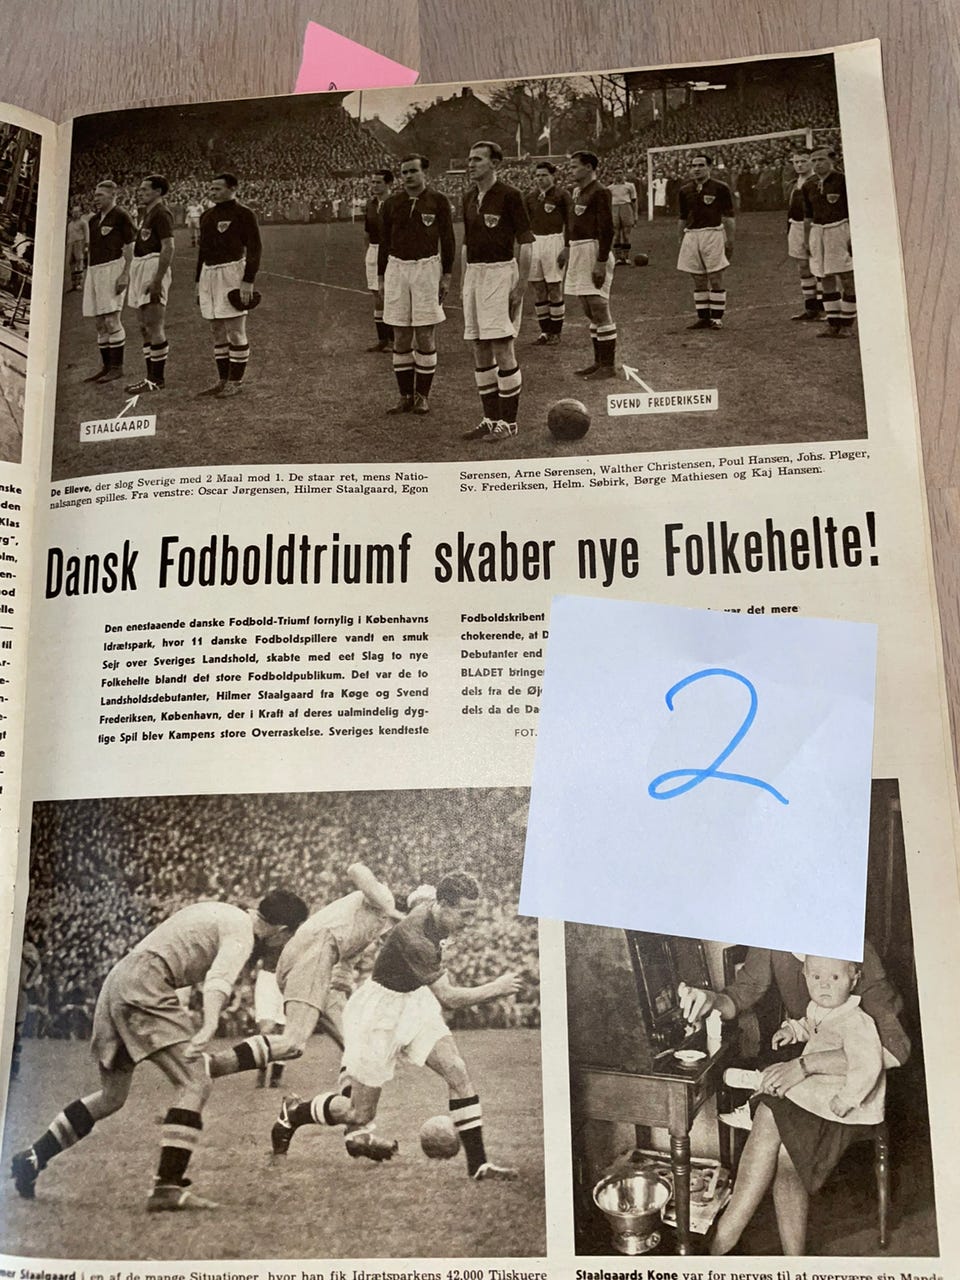 STAALGAARD
SVEND FREDERIKSEN
De Elleve, der slog Sverige med 2 Maal mod 1. De staar ret, mens Natio-
nalsangen spilles. Fra venstre: Oscar Jørgensen, Hilmer Staalgaard, Egon
Sørensen, Arne Sørensen, Walther Christensen, Poul Hansen, Johs. Pløger,
Sv. Frederiksen, Helm. Søbirk, Børge Mathiesen og Kaj Hansen.
Dansk Fodboldtriumf skaber nye Folkehelte!
Den enestaaende danske Fodbold-Triumf fornylig i Københavns
Idrætspark, hvor 11 danske Fodboldspillere vandt en smuk
Sejr over Sveriges Landshold, skabte med eet Slag to nye
Folkehelte blandt det store Fodboldpublikum. Det var de to
Landsholdsdebutanter, Hilmer Staalgaard fra Køge og Svend
Frederiksen, København, der i Kraft af deres ualmindelig dyg-
tige Spil blev Kampens store Overraskelse. Sveriges kendteste
Fodboldskribent
var det mere
chokerende, at D
Debutanter end
BLADET bringe
dels fra de Øj
dels da de Da
FOT.
2
mer Staalgaard i en af de mange Situationer, hvor han fik Idrætsparkens 42,000 Tilskuere
Staalgaards Kone var for nervøs til at overvære sin Mands